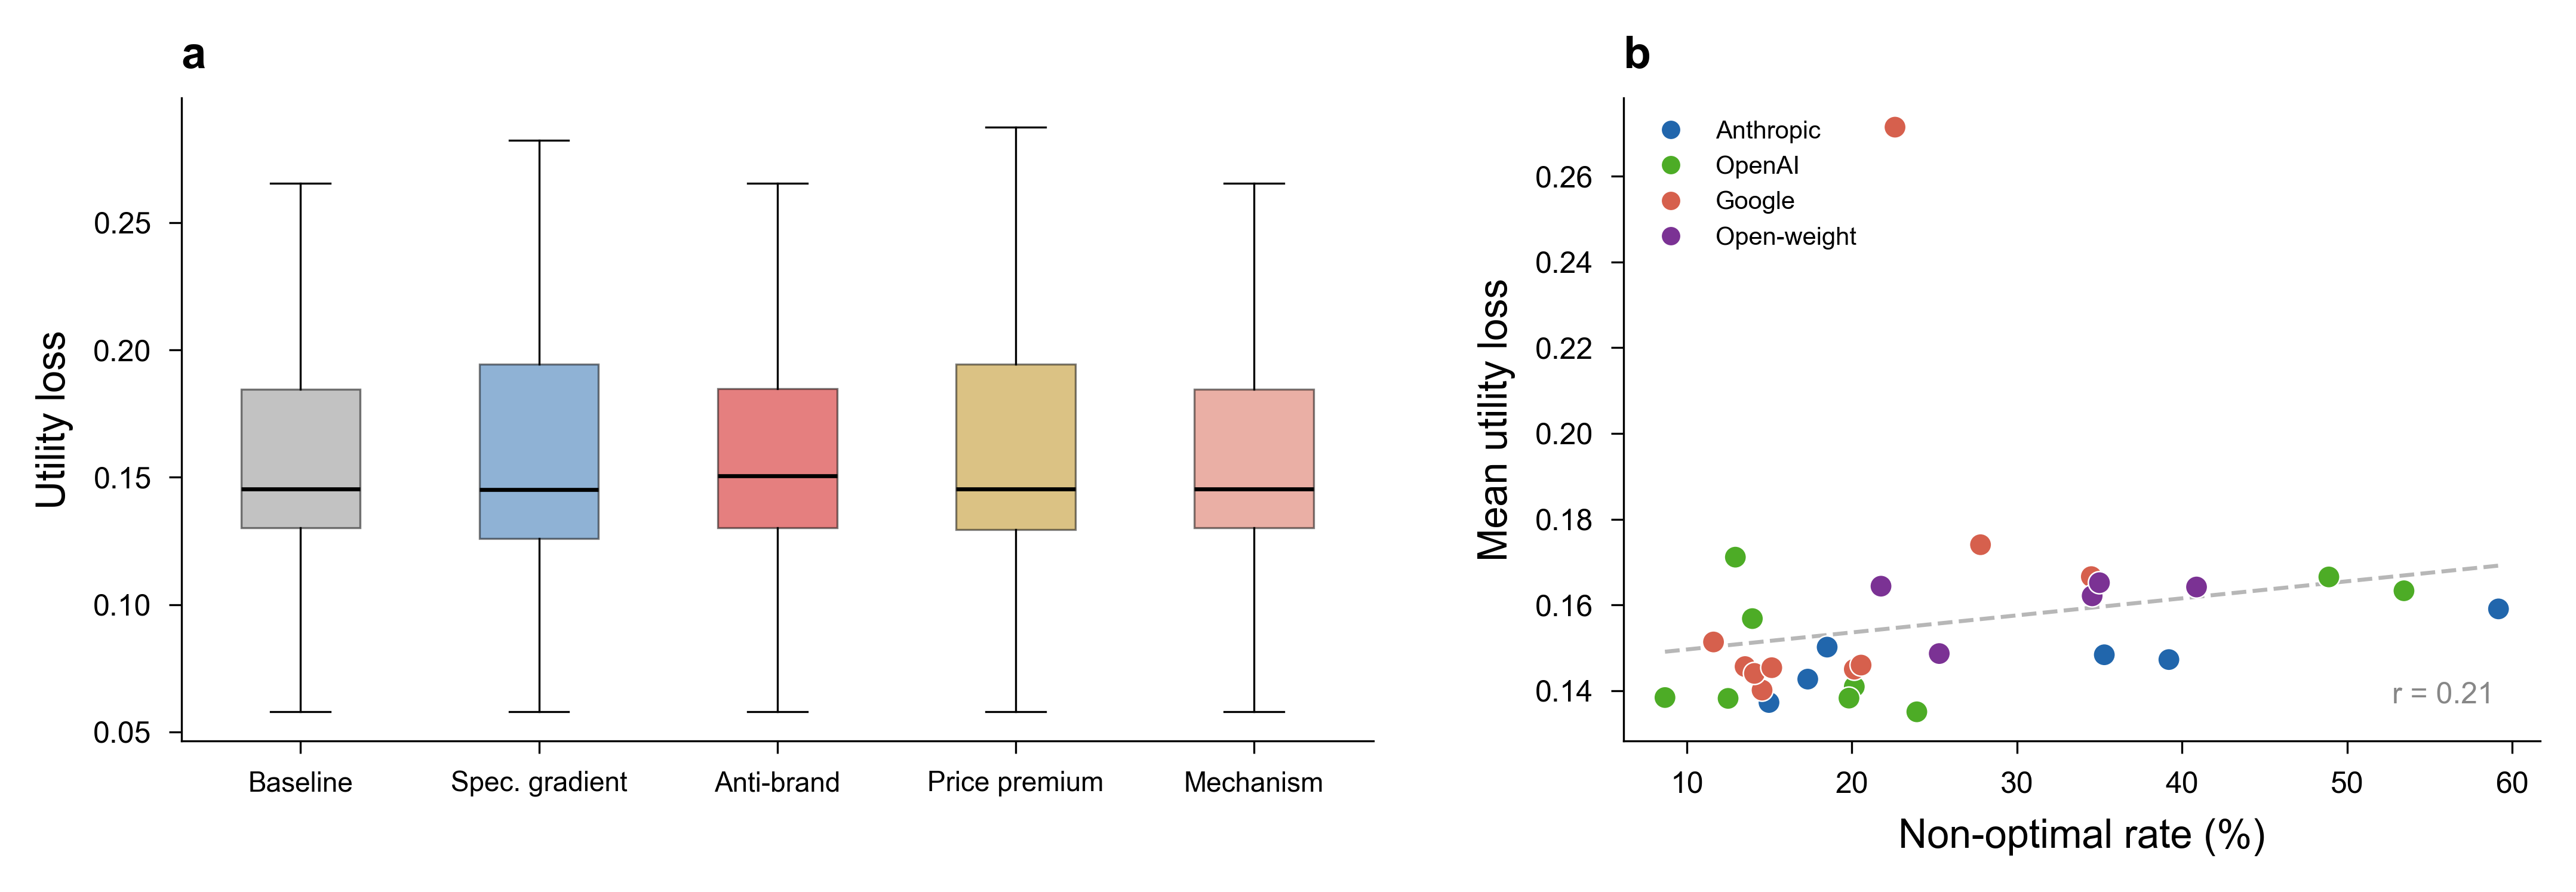 a
Utility loss
0.25
0.20
0.15
0.10
0.05
Baseline
Spec. gradient
Anti-brand
Price premium
Mechanism
b
Mean utility loss
0.26
0.24
0.22
0.20
0.18
0.16
0.14
Anthropic
OpenAI
Google
Open-weight
r = 0.21
10
20
30
40
50
60
Non-optimal rate (%)